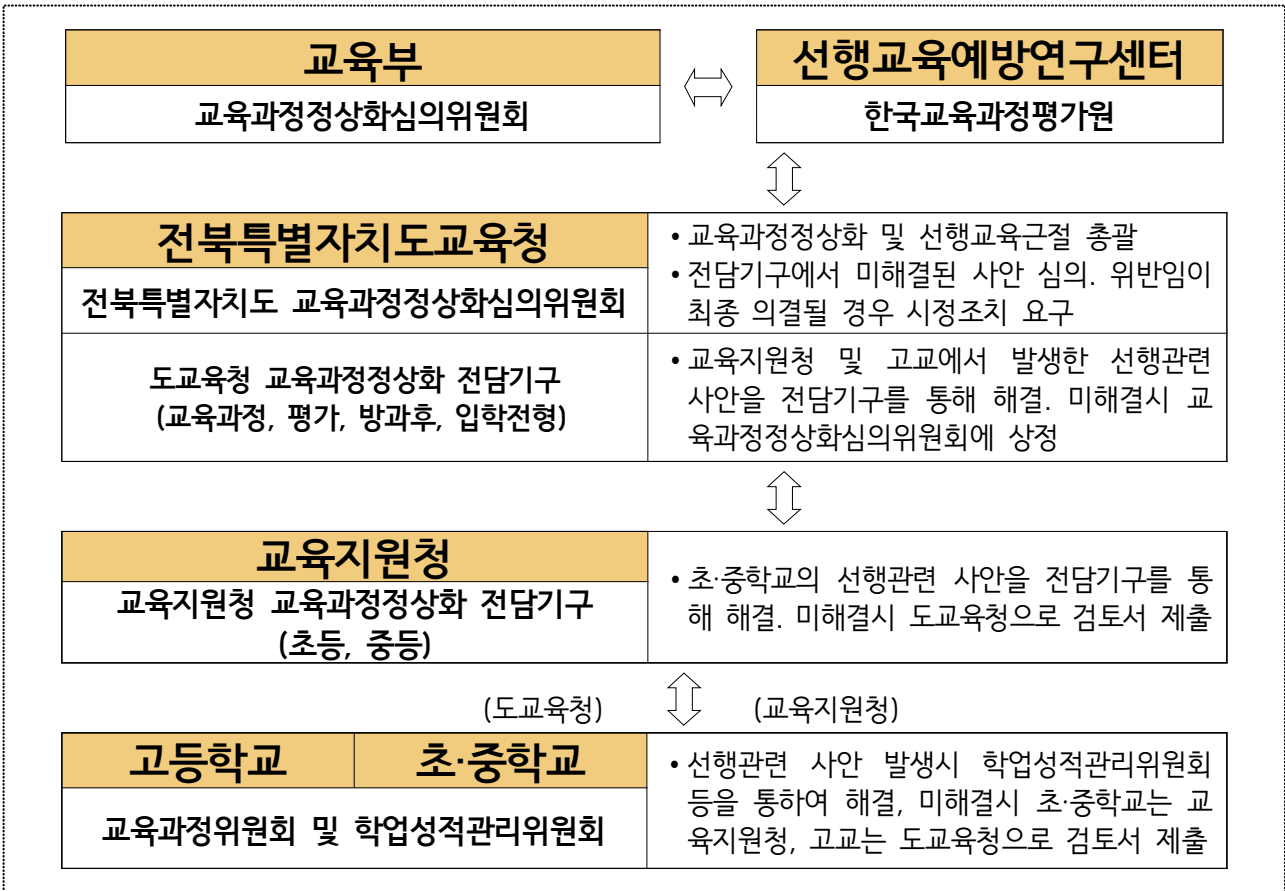 교육부
선행교육예방연구센터
교육과정정상화심의위원회
한국교육과정평가원
전북특별자치도교육청
전북특별자치도 교육과정정상화심의위원회
• 교육과정정상화 및 선행교육근절 총괄
• 전담기구에서 미해결된 사안 심의. 위반임이
최종 의결될 경우 시정조치 요구
도교육청 교육과정정상화 전담기구
(교육과정, 평가, 방과후, 입학전형)
• 교육지원청 및 고교에서 발생한 선행관련
사안을 전담기구를 통해 해결. 미해결시 교
육과정정상화심의위원회에 상정
교육지원청
교육지원청 교육과정정상화 전담기구
(초등, 중등)
• 초·중학교의 선행관련 사안을 전담기구를 통
해 해결. 미해결시 도교육청으로 검토서 제출
(도교육청)
(교육지원청)
고등학교
초·중학교
교육과정위원회 및 학업성적관리위원회
• 선행관련 사안 발생시 학업성적관리위원회
등을 통하여 해결, 미해결시 초·중학교는 교
육지원청, 고교는 도교육청으로 검토서 제출